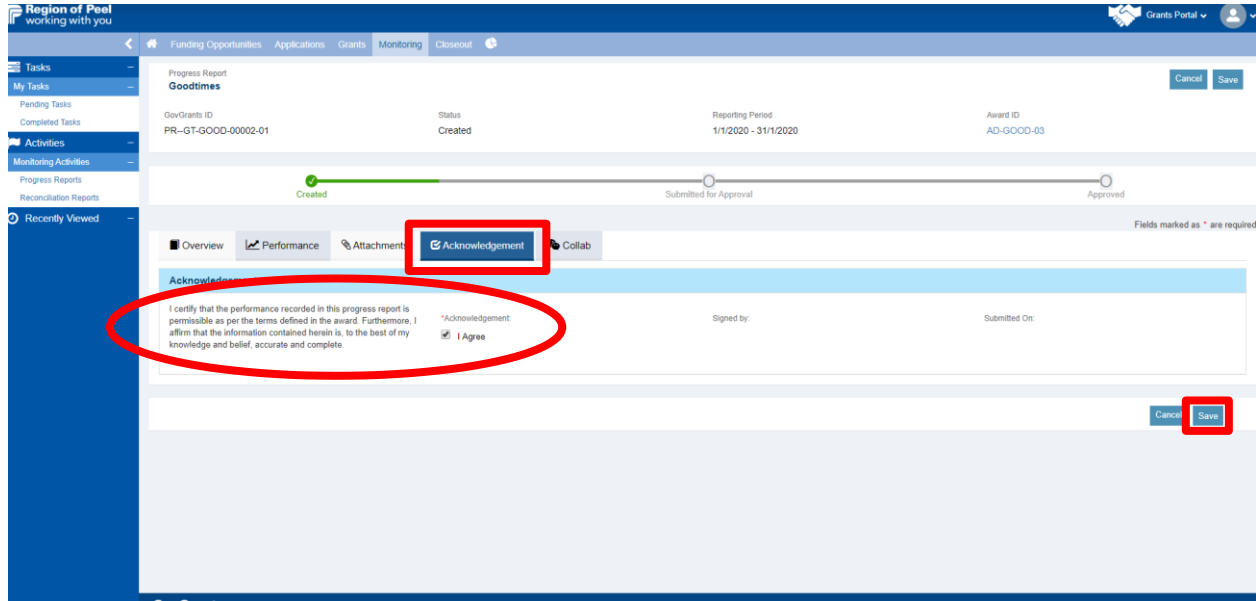 Region of Peel
working with you
Grants Portal
Funding Opportunities Applications Grants Monitoring Closeout
Tasks
My Tasks
Pending Tasks
Completed Tasks
Activities
Monitoring Activities
Progress Reports
Reconciliation Reports
Recently Viewed
Progress Report
Goodtimes
Cancel Save
GovGrants ID Status Reporting Period Award ID
PR--GT-GOOD-00002-01 Created 1/1/2020 - 31/1/2020 AD-GOOD-03
Created Submitted for Approval Approved
Fields marked as * are required
Overview Performance Attachments Acknowledgement Collab
I certify that the performance recorded in this progress report is
permissible as per the terms defined in the award. Furthermore, I
affirm that the information contained herein is, to the best of my
knowledge and belief, accurate and complete.
*Acknowledgement:
I Agree
Signed by:
Submitted On:
Cancel Save